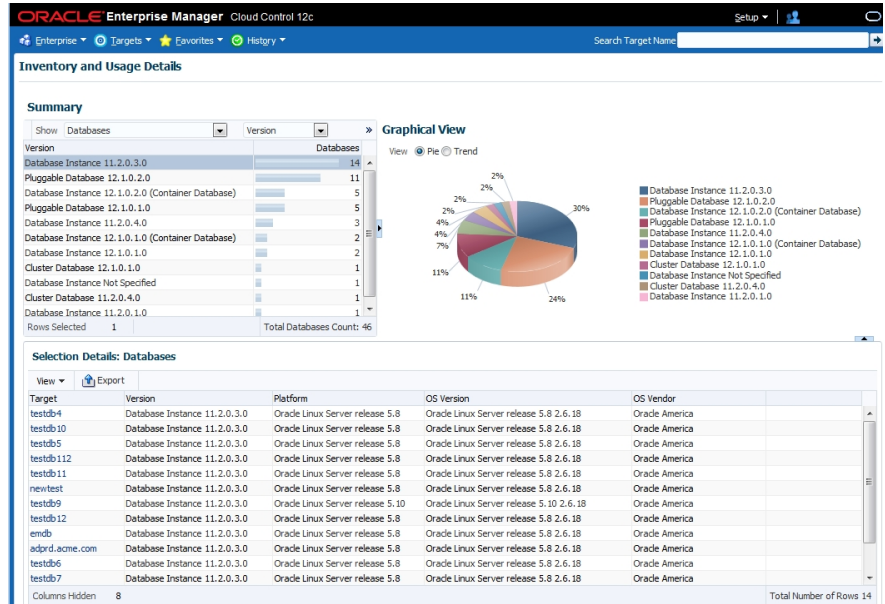 ORACLE Enterprise Manager Cloud Control 12c
Setup
Enterprise Targets Favorites History Search Target Name
Inventory and Usage Details
Summary
Show Databases Version »
Version Databases
Database Instance 11.2.0.3.0 14
Pluggable Database 12.1.0.2.0 11
Database Instance 12.1.0.2.0 (Container Database) 5
Pluggable Database 12.1.0.1.0 5
Database Instance 11.2.0.4.0 3
Database Instance 12.1.0.1.0 (Container Database) 2
Database Instance 12.1.0.1.0 2
Cluster Database 12.1.0.1.0 1
Database Instance Not Specified 1
Cluster Database 11.2.0.4.0 1
Database Instance 11.2.0.1.0 1
Rows Selected 1 Total Databases Count: 46
Graphical View
View Pie Trend
2%
2%
2%
2%
4%
4%
7%
11%
11%
24%
30%
Database Instance 11.2.0.3.0
Pluggable Database 12.1.0.2.0
Database Instance 12.1.0.2.0 (Container Database)
Pluggable Database 12.1.0.1.0
Database Instance 11.2.0.4.0
Database Instance 12.1.0.1.0 (Container Database)
Database Instance 12.1.0.1.0
Cluster Database 12.1.0.1.0
Database Instance Not Specified
Cluster Database 11.2.0.4.0
Database Instance 11.2.0.1.0
Selection Details: Databases
View Export
Target Version Platform OS Version OS Vendor
testdb4 Database Instance 11.2.0.3.0 Oracle Linux Server release 5.8 Oracle Linux Server release 5.8 2.6.18 Oracle America
testdb10 Database Instance 11.2.0.3.0 Oracle Linux Server release 5.8 Oracle Linux Server release 5.8 2.6.18 Oracle America
testdb5 Database Instance 11.2.0.3.0 Oracle Linux Server release 5.8 Oracle Linux Server release 5.8 2.6.18 Oracle America
testdb112 Database Instance 11.2.0.3.0 Oracle Linux Server release 5.8 Oracle Linux Server release 5.8 2.6.18 Oracle America
testdb11 Database Instance 11.2.0.3.0 Oracle Linux Server release 5.8 Oracle Linux Server release 5.8 2.6.18 Oracle America
newtest Database Instance 11.2.0.3.0 Oracle Linux Server release 5.8 Oracle Linux Server release 5.8 2.6.18 Oracle America
testdb9 Database Instance 11.2.0.3.0 Oracle Linux Server release 5.10 Oracle Linux Server release 5.10 2.6.18 Oracle America
testdb12 Database Instance 11.2.0.3.0 Oracle Linux Server release 5.8 Oracle Linux Server release 5.8 2.6.18 Oracle America
emdb Database Instance 11.2.0.3.0 Oracle Linux Server release 5.8 Oracle Linux Server release 5.8 2.6.18 Oracle America
adprd.acme.com Database Instance 11.2.0.3.0 Oracle Linux Server release 5.8 Oracle Linux Server release 5.8 2.6.18 Oracle America
testdb6 Database Instance 11.2.0.3.0 Oracle Linux Server release 5.8 Oracle Linux Server release 5.8 2.6.18 Oracle America
testdb7 Database Instance 11.2.0.3.0 Oracle Linux Server release 5.8 Oracle Linux Server release 5.8 2.6.18 Oracle America
Columns Hidden 8 Total Number of Rows 14